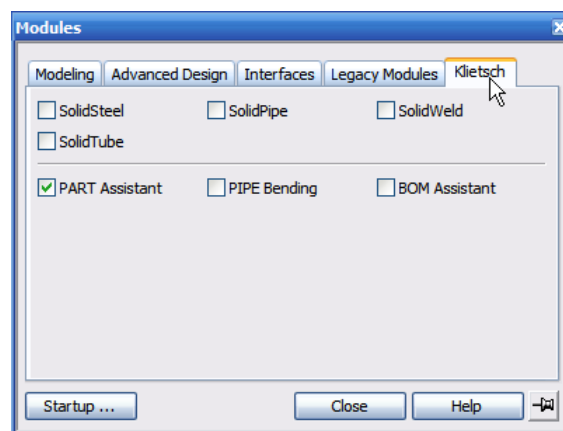 Modules
Modeling Advanced Design Interfaces Legacy Modules Klietsch
SolidSteel SolidPipe SolidWeld
SolidTube
PART Assistant PIPE Bending BOM Assistant
Startup ... Close Help